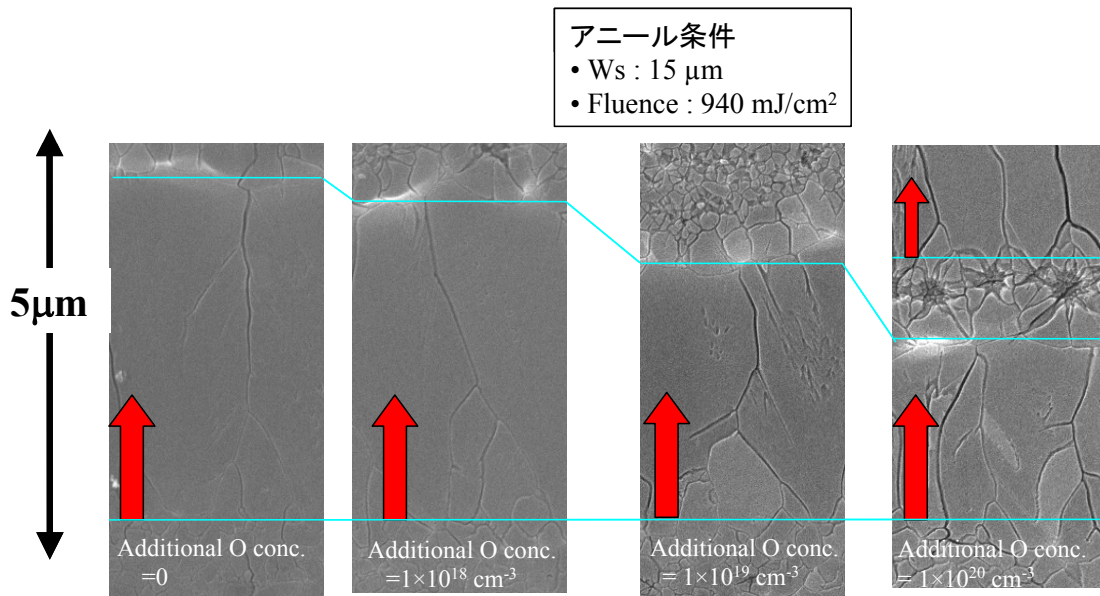 アニール条件
• Ws : 15 μm
• Fluence : 940 mJ/cm²
5μm
Additional O conc.
=0
Additional O conc.
=1×10¹⁸ cm⁻³
Additional O conc.
= 1×10¹⁹ cm⁻³
Additional O conc.
= 1×10²⁰ cm⁻³